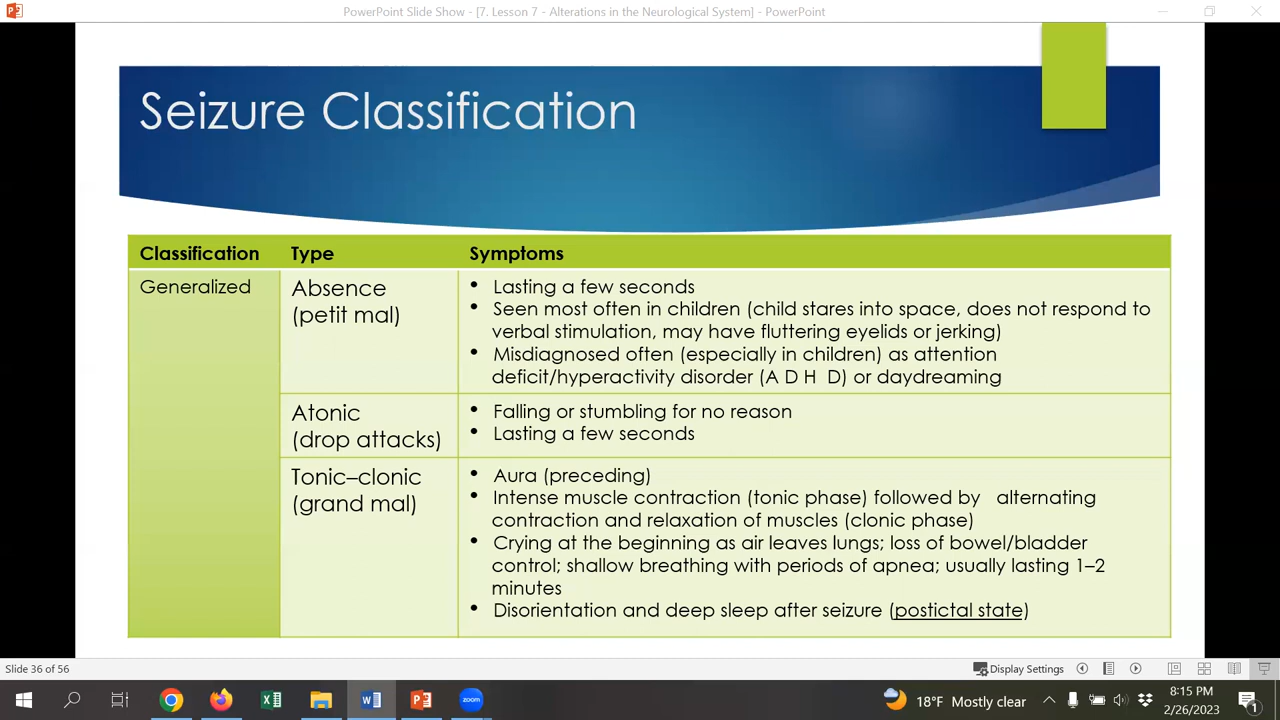 PowerPoint Slide Show - [7. Lesson 7 - Alterations in the Neurological System] - PowerPoint
Seizure Classification
Classification Type Symptoms
Generalized
Absence
(petit mal)
• Lasting a few seconds
• Seen most often in children (child stares into space, does not respond to
verbal stimulation, may have fluttering eyelids or jerking)
• Misdiagnosed often (especially in children) as attention
deficit/hyperactivity disorder (A D H  D) or daydreaming
Atonic
(drop attacks)
• Falling or stumbling for no reason
• Lasting a few seconds
Tonic–clonic
(grand mal)
• Aura (preceding)
• Intense muscle contraction (tonic phase) followed by   alternating
contraction and relaxation of muscles (clonic phase)
• Crying at the beginning as air leaves lungs; loss of bowel/bladder
control; shallow breathing with periods of apnea; usually lasting 1–2
minutes
• Disorientation and deep sleep after seizure (postictal state)
Slide 36 of 56
Display Settings
zoom
18°F Mostly clear
8:15 PM
2/26/2023
1